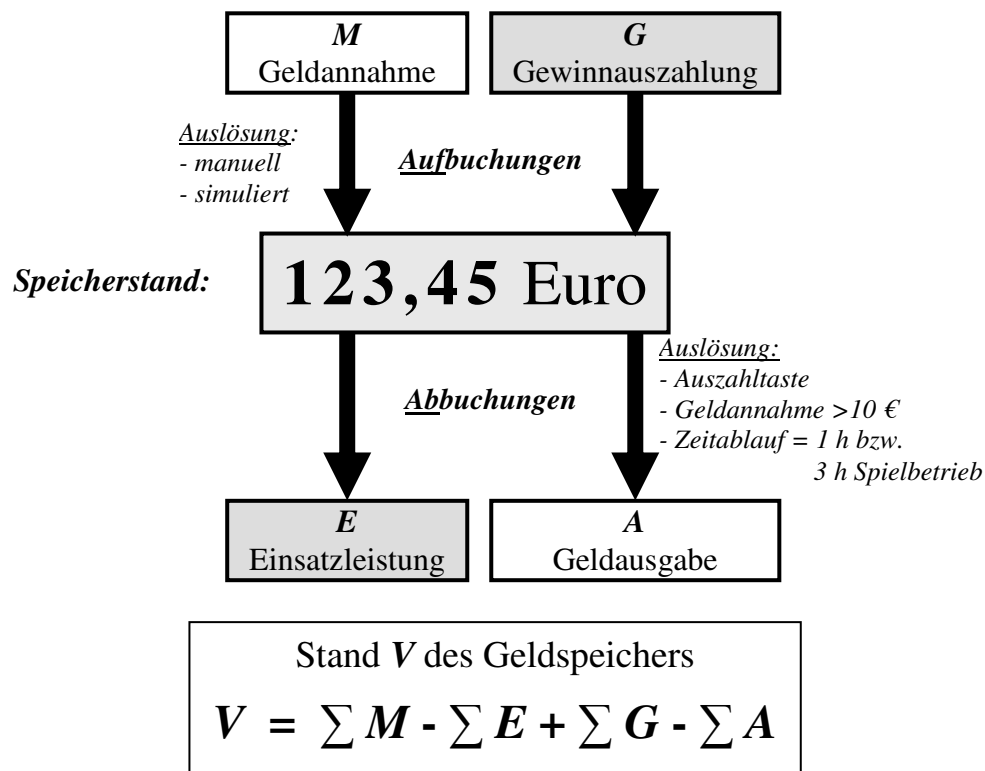 M
Geldannahme
G
Gewinnauszahlung
Auslösung:
- manuell
- simuliert
Aufbuchungen
Speicherstand:
123,45 Euro
Abbuchungen
Auslösung:
- Auszahltaste
- Geldannahme >10 €
- Zeitablauf = 1 h bzw.
3 h Spielbetrieb
E
Einsatzleistung
A
Geldausgabe
Stand V des Geldspeichers
V = ∑ M - ∑ E + ∑ G - ∑ A